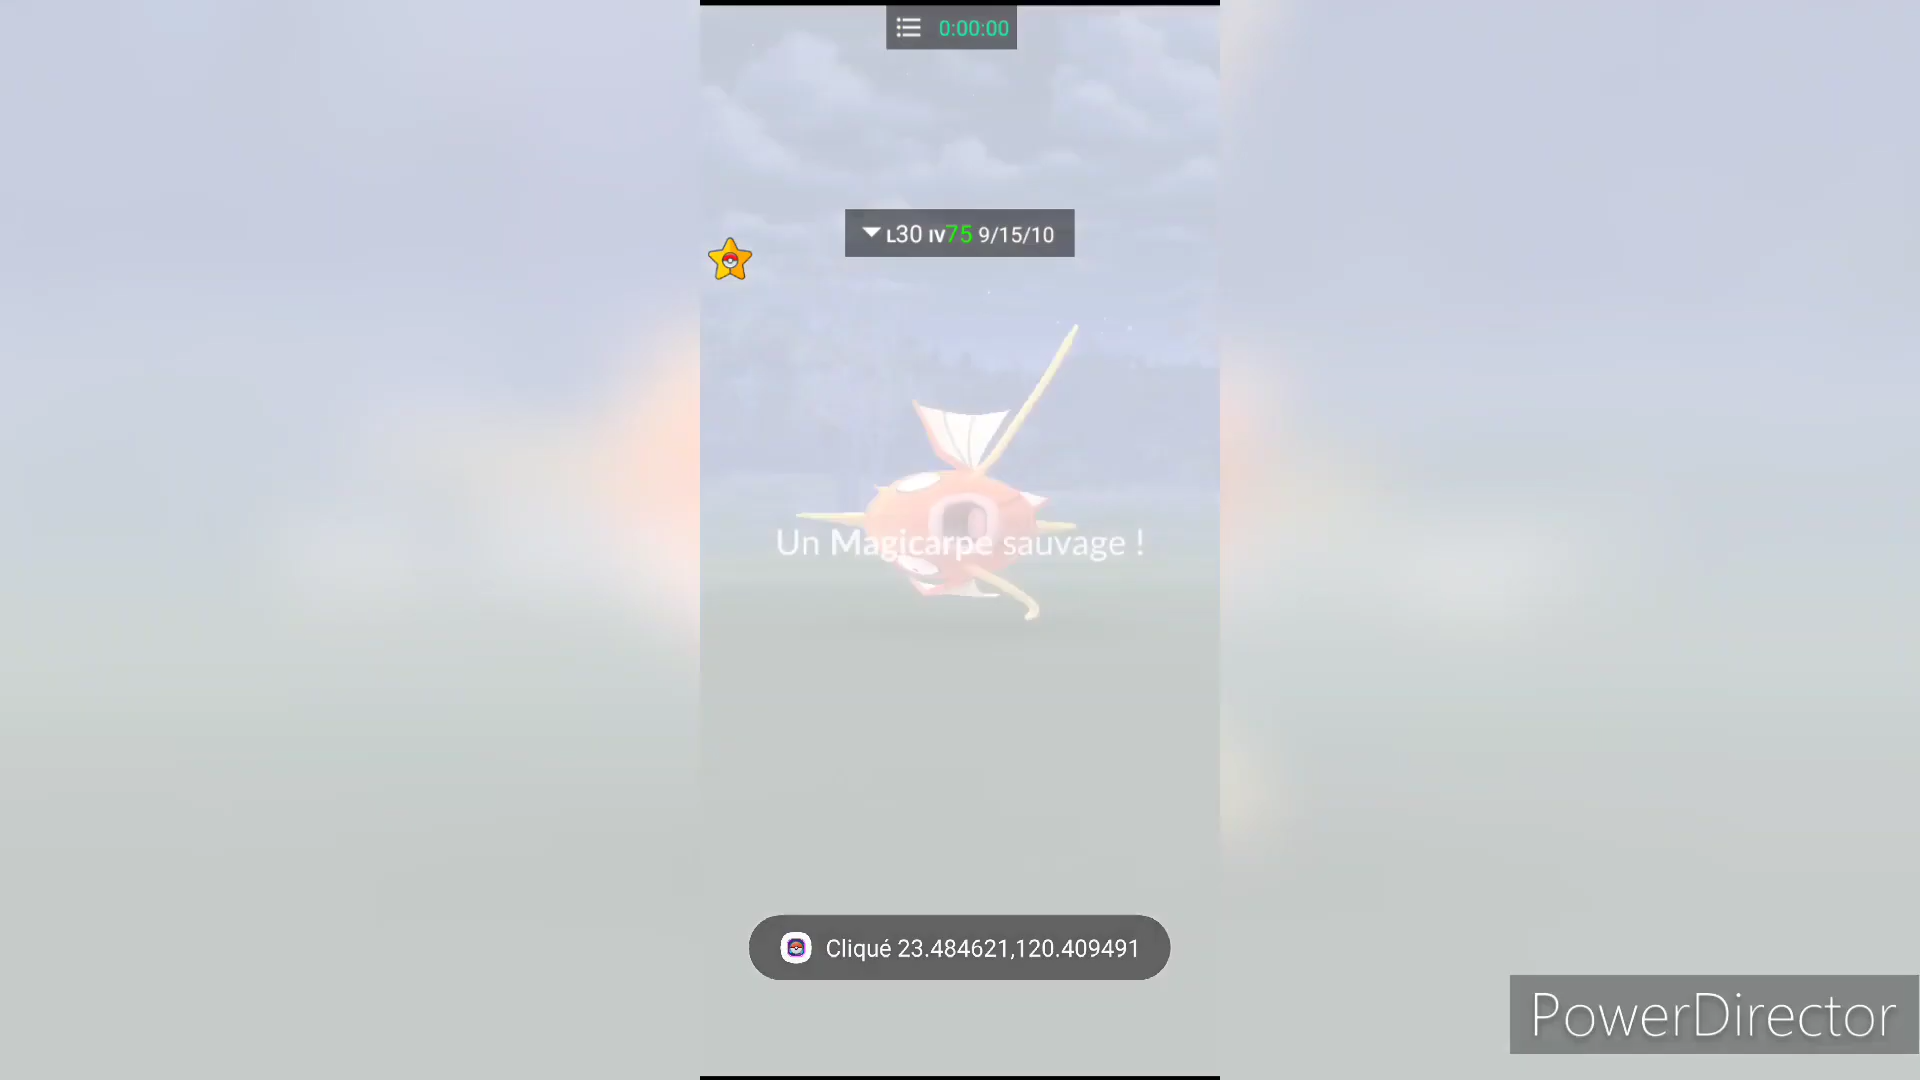 0:00:00
L30 IV75 9/15/10
Un Magicarpe sauvage !
Cliqué 23.484621,120.409491
PowerDirector